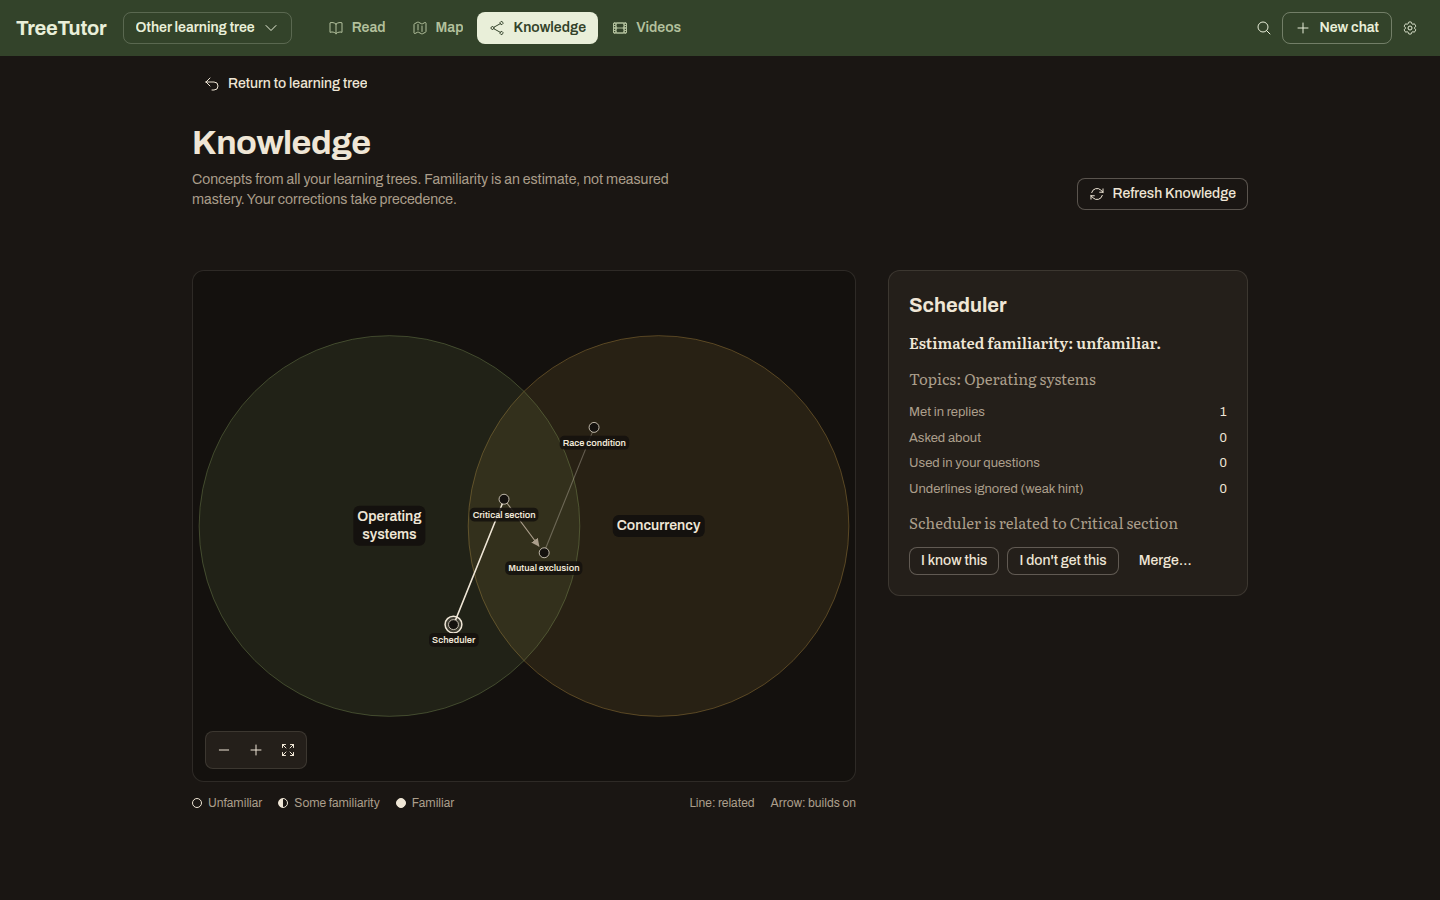 TreeTutor
Other learning tree
Read
Map
Knowledge
Videos
New chat
Return to learning tree
Knowledge
Concepts from all your learning trees. Familiarity is an estimate, not measured
mastery. Your corrections take precedence.
Refresh Knowledge
Race condition
Critical section
Operating
systems
Concurrency
Mutual exclusion
Scheduler
Unfamiliar
Some familiarity
Familiar
Line: related
Arrow: builds on
Scheduler
Estimated familiarity: unfamiliar.
Topics: Operating systems
Met in replies 1
Asked about 0
Used in your questions 0
Underlines ignored (weak hint) 0
Scheduler is related to Critical section
I know this
I don't get this
Merge...